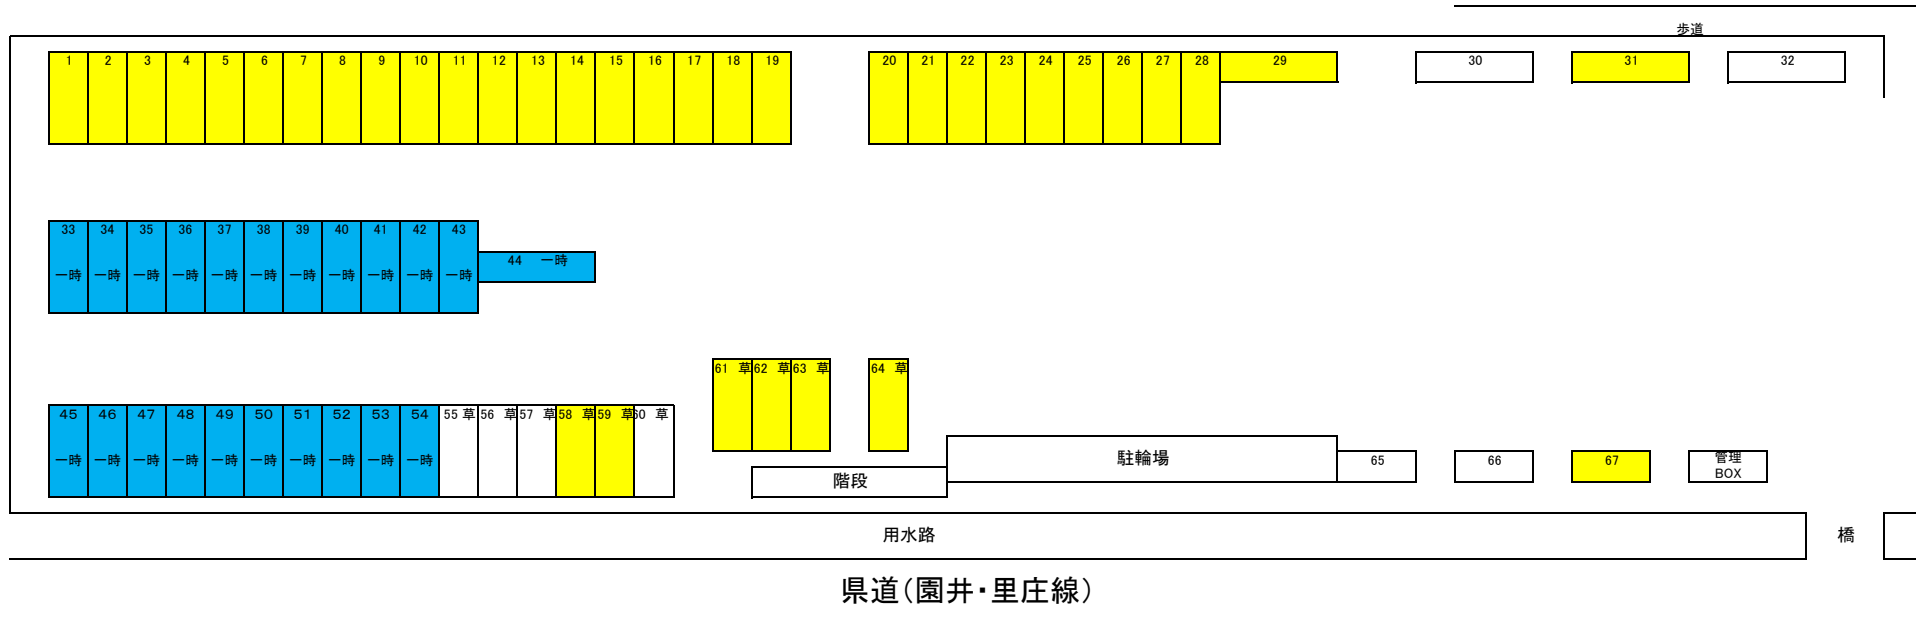 歩道
1 2 3 4 5 6 7 8 9 10 11 12 13 14 15 16 17 18 19 20 21 22 23 24 25 26 27 28 29 30 31 32
33 34 35 36 37 38 39 40 41 42 43
44 一時
一時 一時 一時 一時 一時 一時 一時 一時 一時 一時 一時
61 草 62 草 63 草 64 草
45 46 47 48 49 50 51 52 53 54 55 草 56 草 57 草 58 草 59 草 60 草
一時 一時 一時 一時 一時 一時 一時 一時 一時 一時
駐輪場
65 66 67
管理
BOX
階段
用水路
橋
県道(園井・里庄線)